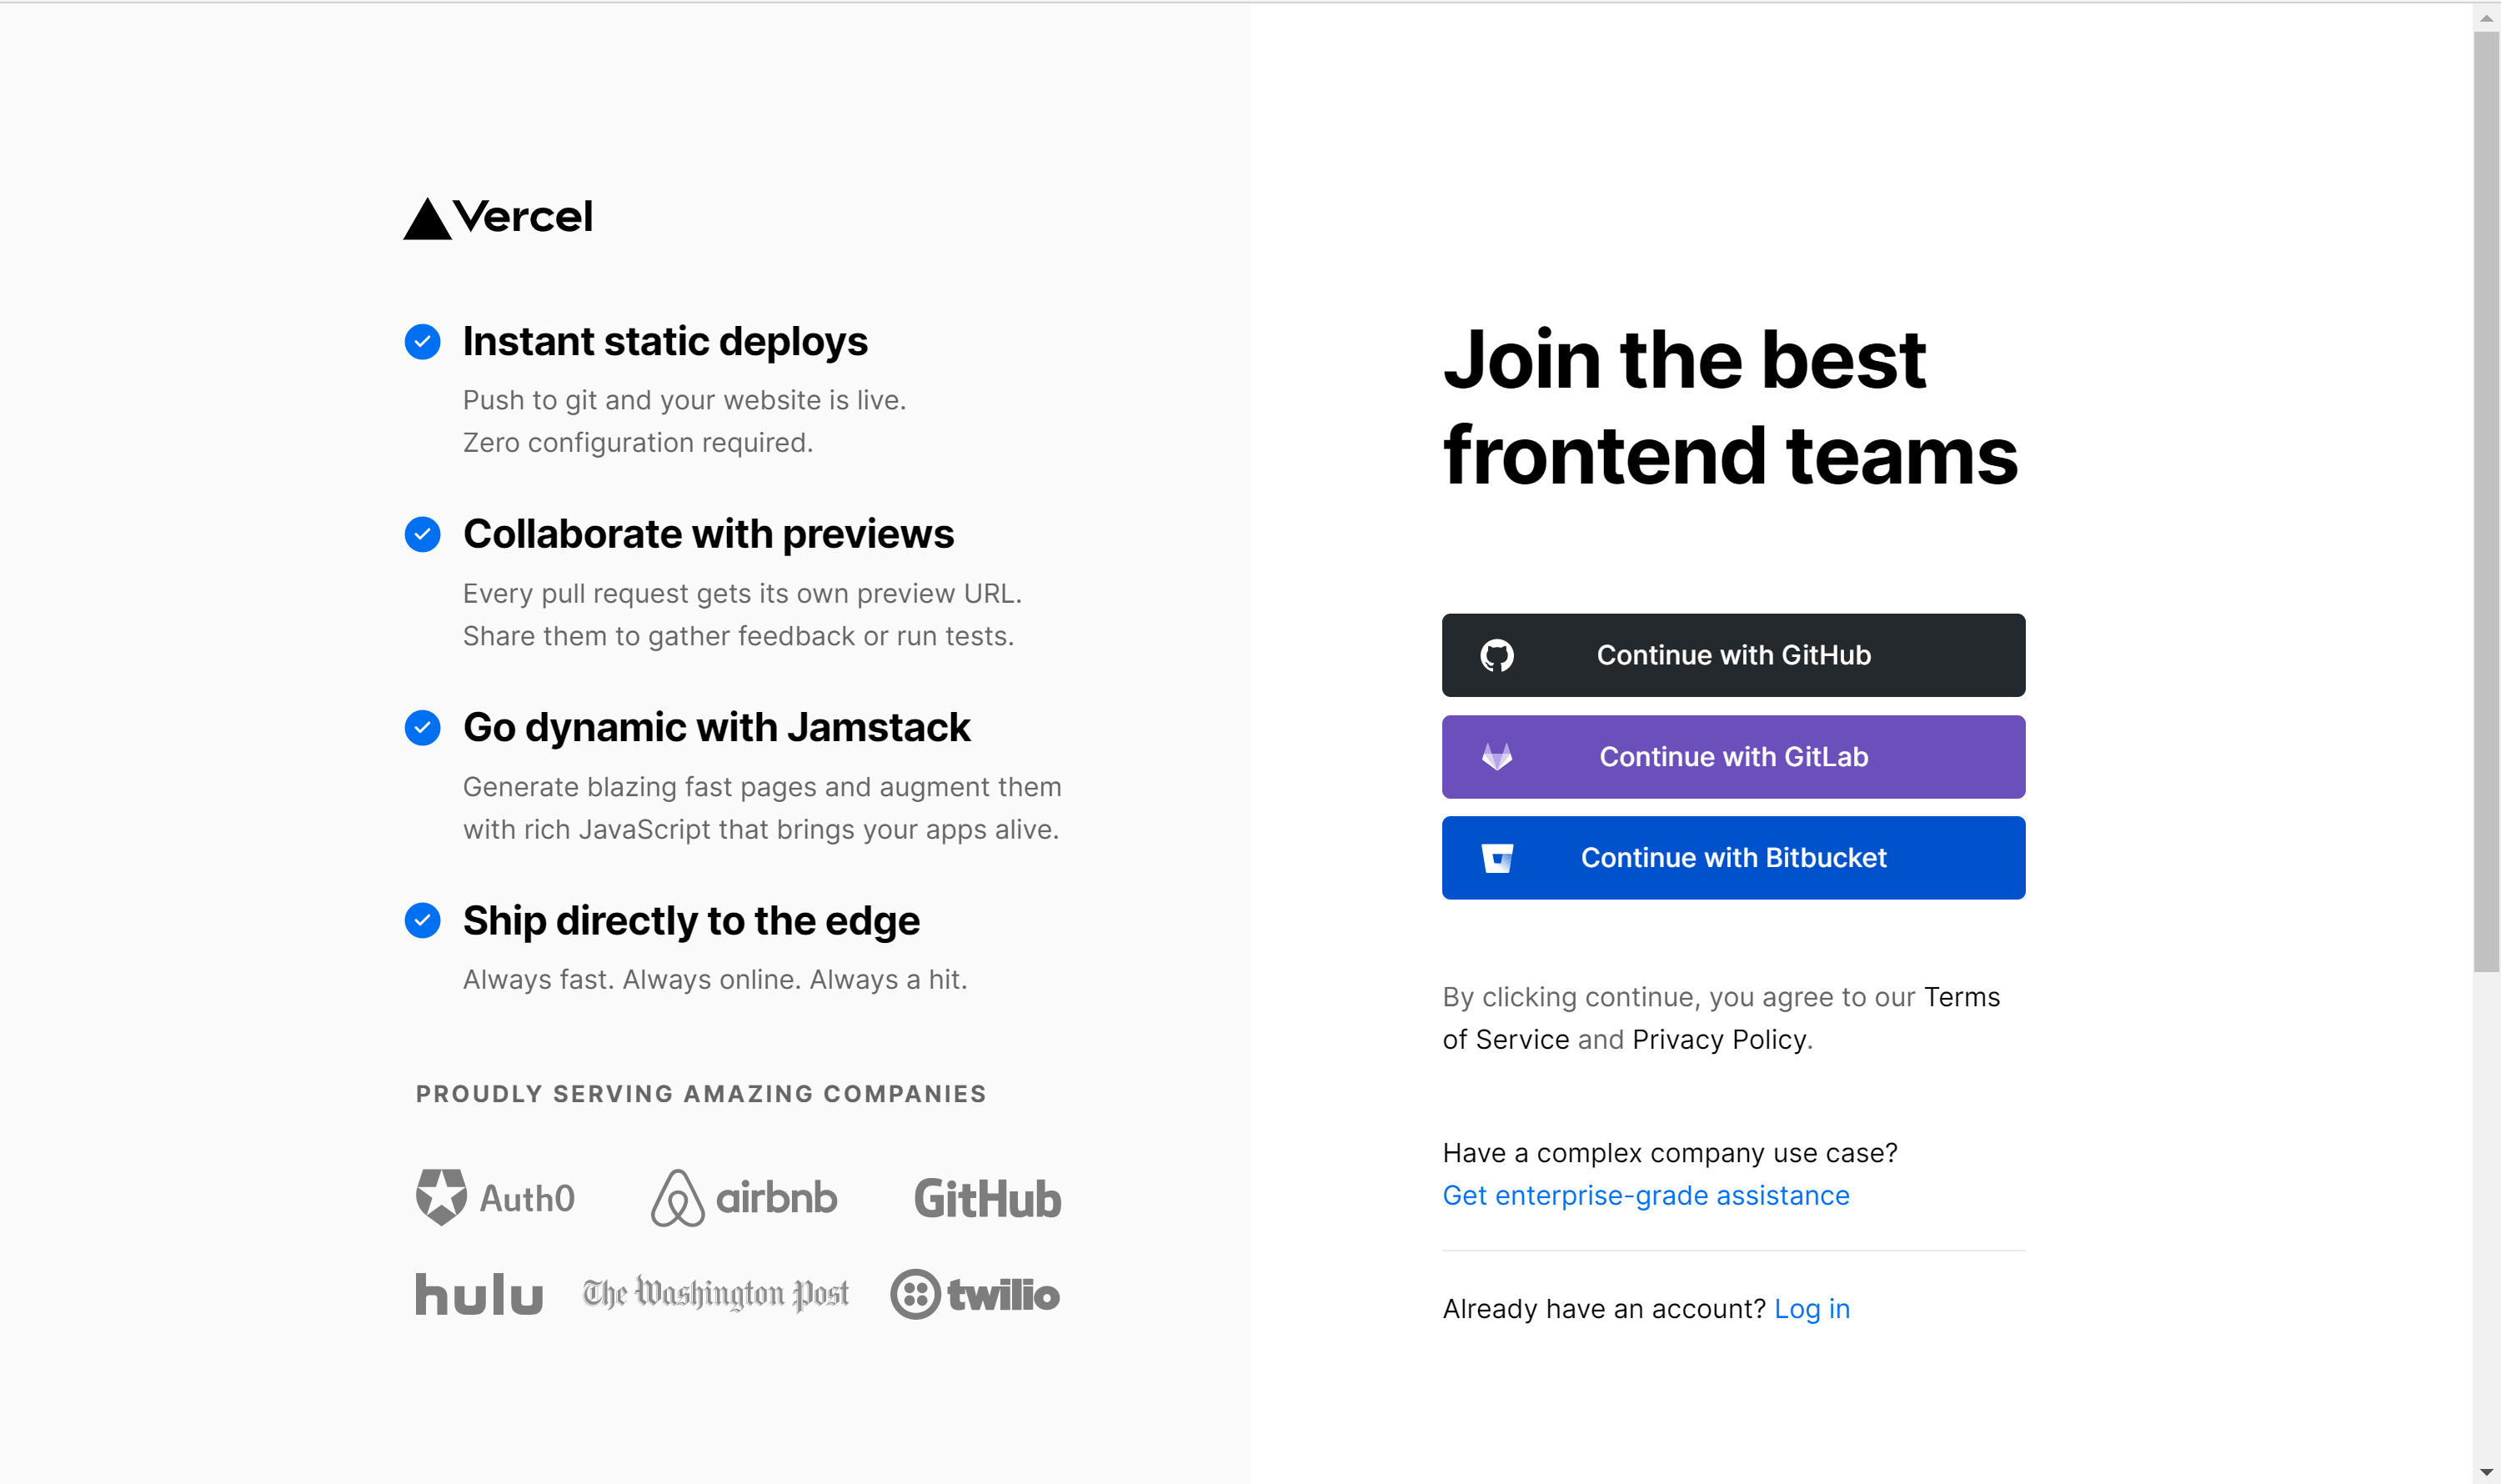 Vercel
Instant static deploys
Push to git and your website is live.
Zero configuration required.
Collaborate with previews
Every pull request gets its own preview URL.
Share them to gather feedback or run tests.
Go dynamic with Jamstack
Generate blazing fast pages and augment them
with rich JavaScript that brings your apps alive.
Ship directly to the edge
Always fast. Always online. Always a hit.
PROUDLY SERVING AMAZING COMPANIES
Auth0 airbnb GitHub
hulu The Washington Post twilio
Join the best
frontend teams
Continue with GitHub
Continue with GitLab
Continue with Bitbucket
By clicking continue, you agree to our Terms
of Service and Privacy Policy.
Have a complex company use case?
Get enterprise-grade assistance
Already have an account? Log in